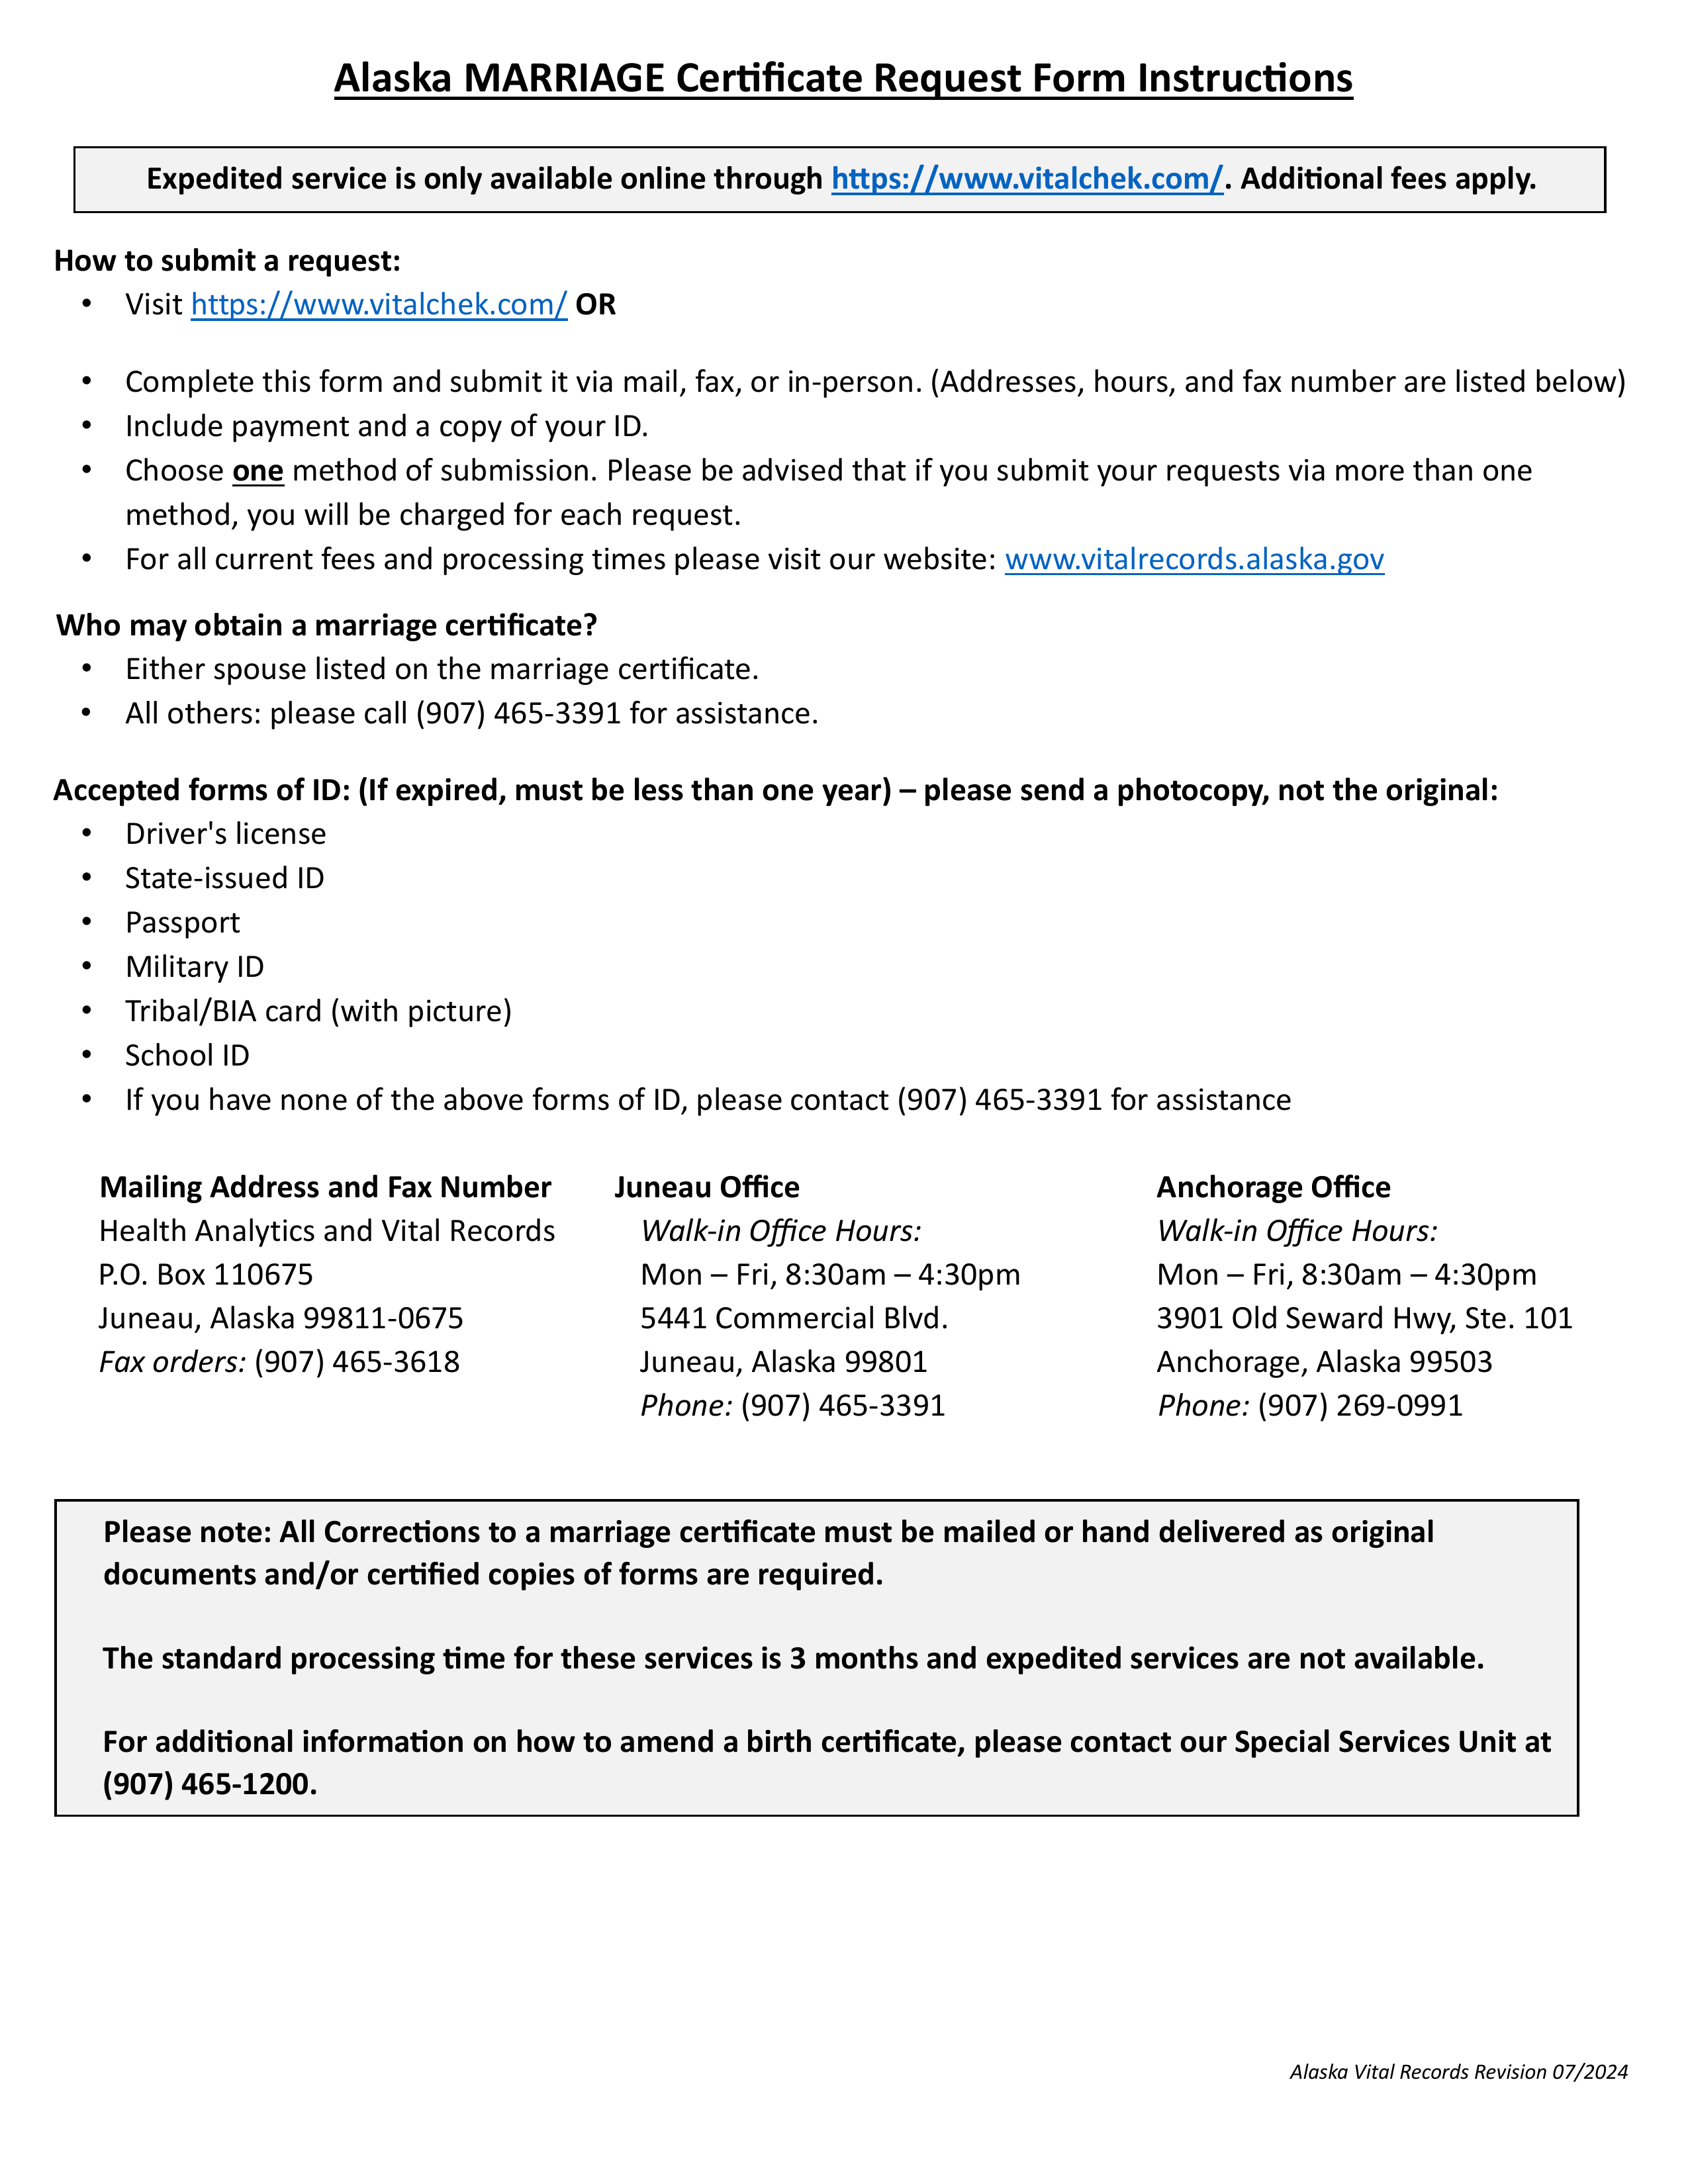 Alaska MARRIAGE Certificate Request Form Instructions
Expedited service is only available online through https://www.vitalchek.com/. Additional fees apply.
How to submit a request:
• Visit https://www.vitalchek.com/ OR
• Complete this form and submit it via mail, fax, or in-person. (Addresses, hours, and fax number are listed below)
• Include payment and a copy of your ID.
• Choose one method of submission. Please be advised that if you submit your requests via more than one
method, you will be charged for each request.
• For all current fees and processing times please visit our website: www.vitalrecords.alaska.gov
Who may obtain a marriage certificate?
• Either spouse listed on the marriage certificate.
• All others: please call (907) 465-3391 for assistance.
Accepted forms of ID: (If expired, must be less than one year) – please send a photocopy, not the original:
• Driver's license
• State-issued ID
• Passport
• Military ID
• Tribal/BIA card (with picture)
• School ID
• If you have none of the above forms of ID, please contact (907) 465-3391 for assistance
Mailing Address and Fax Number
Health Analytics and Vital Records
P.O. Box 110675
Juneau, Alaska 99811-0675
Fax orders: (907) 465-3618
Juneau Office
Walk-in Office Hours:
Mon – Fri, 8:30am – 4:30pm
5441 Commercial Blvd.
Juneau, Alaska 99801
Phone: (907) 465-3391
Anchorage Office
Walk-in Office Hours:
Mon – Fri, 8:30am – 4:30pm
3901 Old Seward Hwy, Ste. 101
Anchorage, Alaska 99503
Phone: (907) 269-0991
Please note: All Corrections to a marriage certificate must be mailed or hand delivered as original
documents and/or certified copies of forms are required.
The standard processing time for these services is 3 months and expedited services are not available.
For additional information on how to amend a birth certificate, please contact our Special Services Unit at
(907) 465-1200.
Alaska Vital Records Revision 07/2024